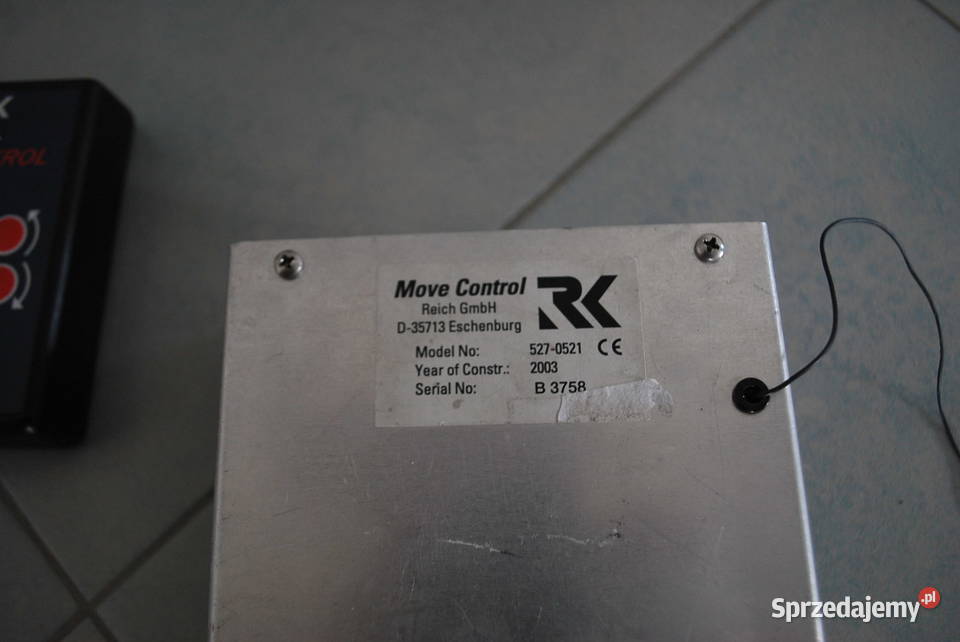 Move Control RK
Reich GmbH
D-35713 Eschenburg
Model No: 527-0521 CE
Year of Constr.: 2003
Serial No: B 3758
K
ROL
Sprzedajemy.pl